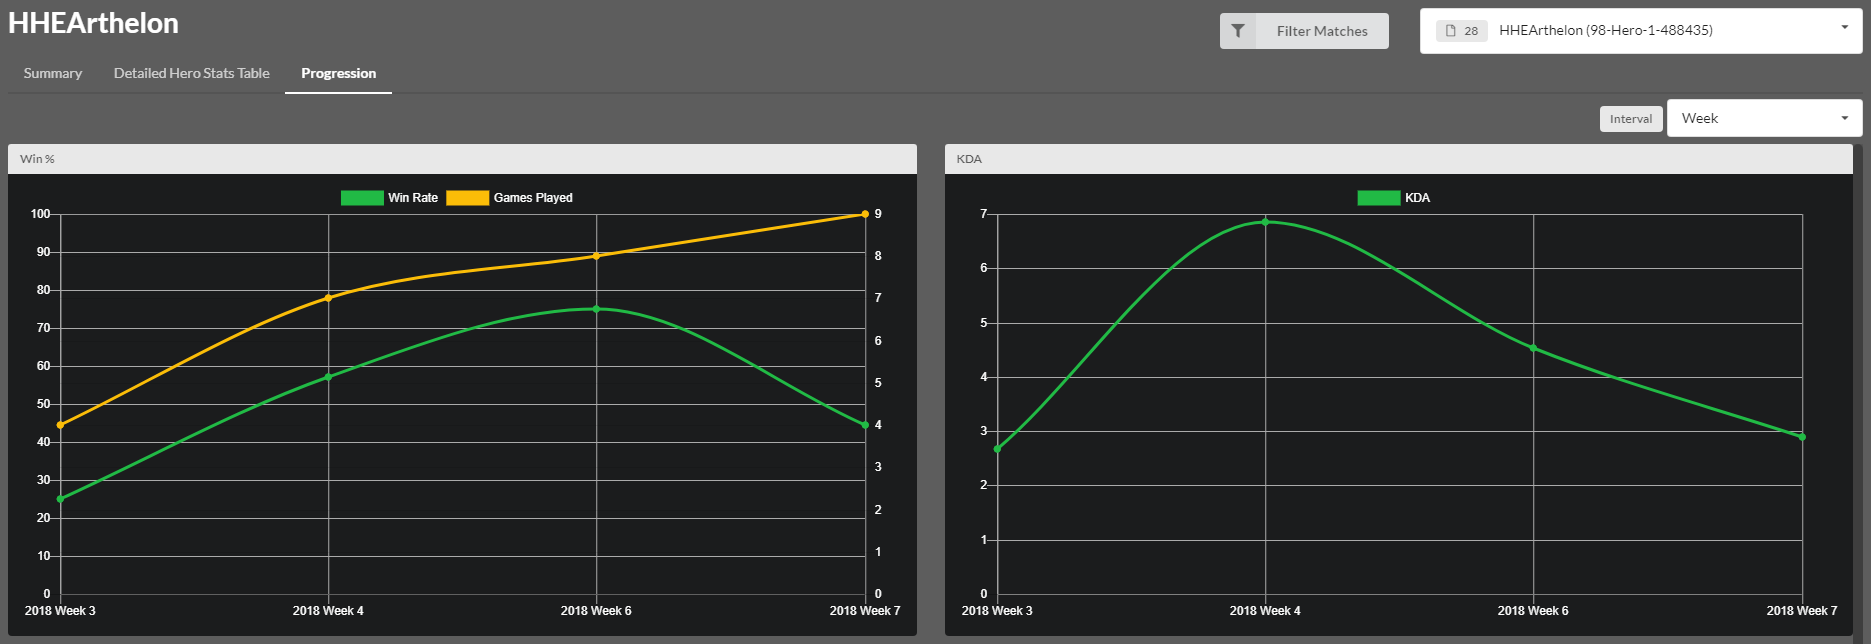 HHEArthelon
Filter Matches
28 HHEArthelon (98-Hero-1-488435)
Summary Detailed Hero Stats Table Progression
Interval Week
Win %
Win Rate Games Played
100
90
80
70
60
50
40
30
20
10
0
9
8
7
6
5
4
3
2
1
0
2018 Week 3 2018 Week 4 2018 Week 6 2018 Week 7
KDA
KDA
7
6
5
4
3
2
1
0
2018 Week 3 2018 Week 4 2018 Week 6 2018 Week 7